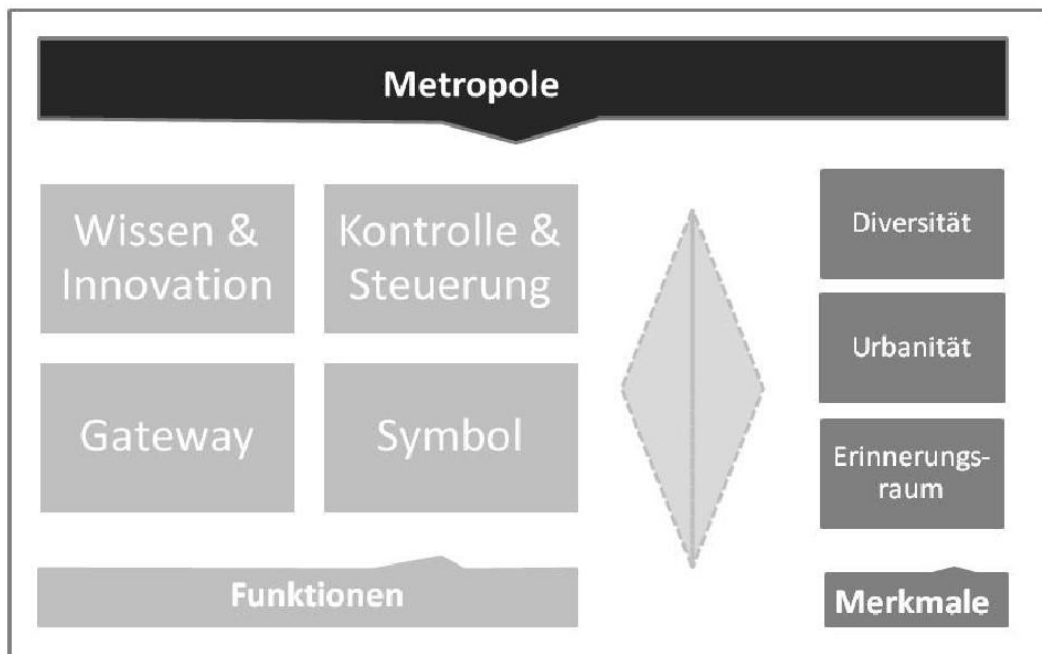 Metropole
Wissen &
Innovation
Kontrolle &
Steuerung
Gateway
Symbol
Funktionen
Diversität
Urbanität
Erinnerungs-
raum
Merkmale